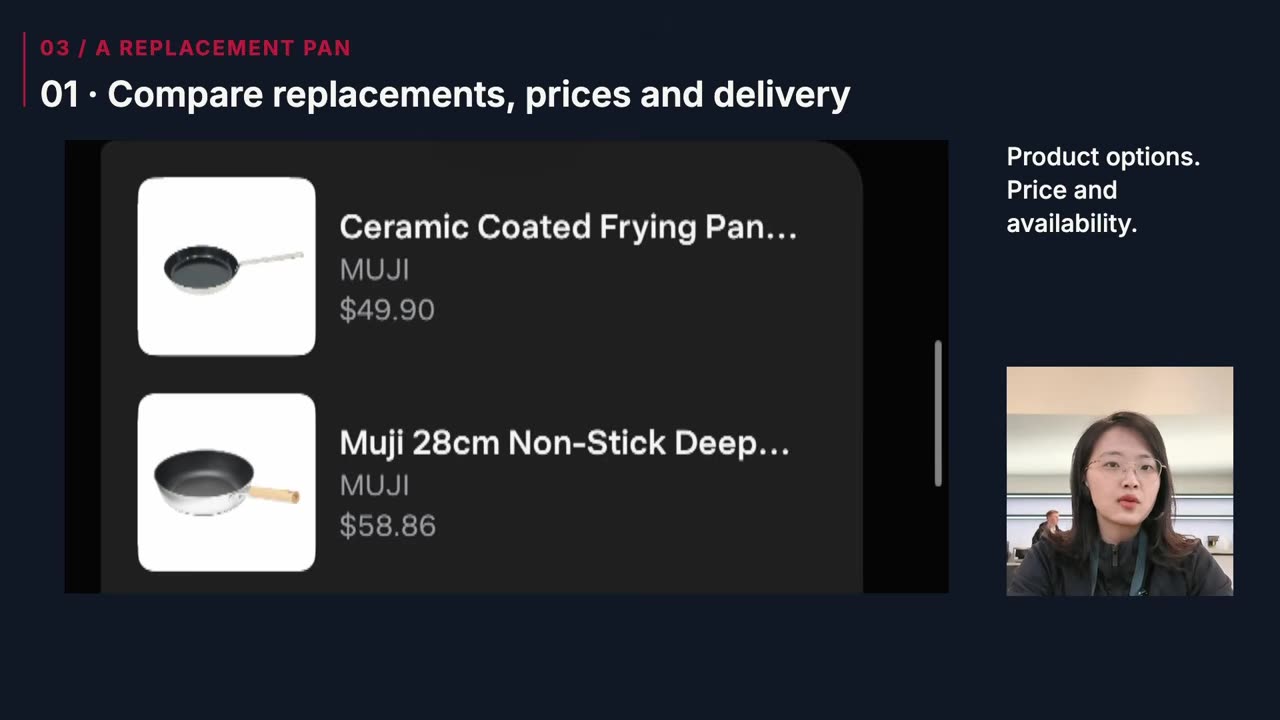 03 / A REPLACEMENT PAN
01 · Compare replacements, prices and delivery
Ceramic Coated Frying Pan...
MUJI
$49.90
Muji 28cm Non-Stick Deep...
MUJI
$58.86
Product options.
Price and
availability.